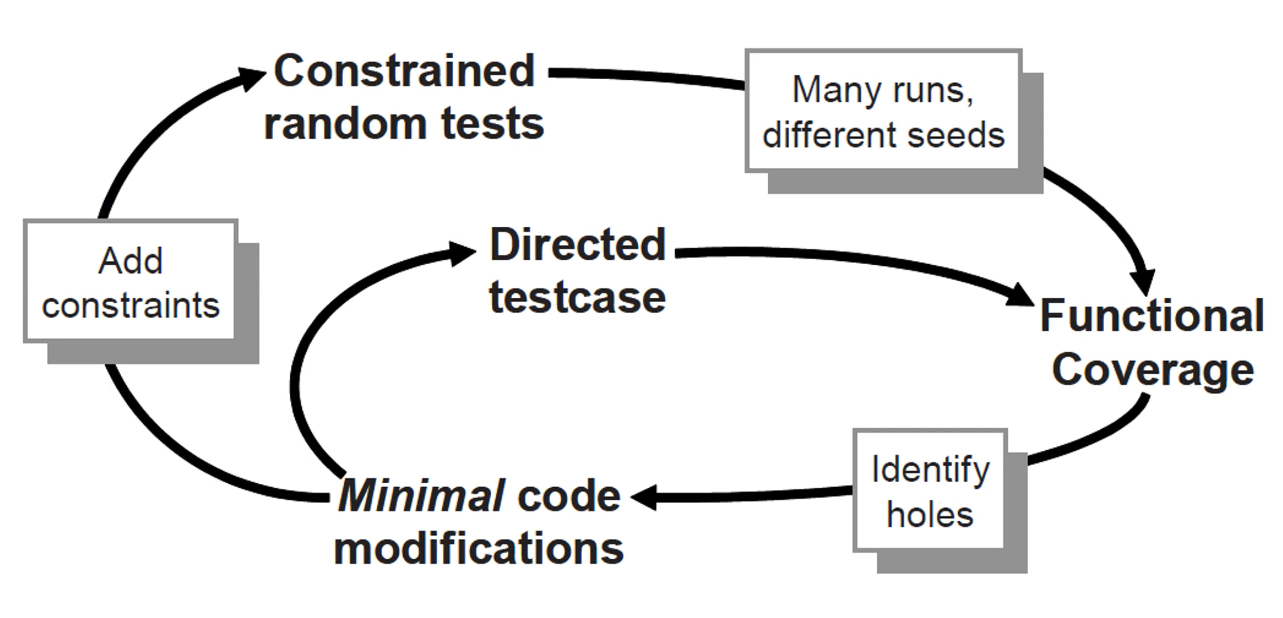 Constrained
random tests
Many runs,
different seeds
Add
constraints
Directed
testcase
Functional
Coverage
Identify
holes
Minimal code
modifications